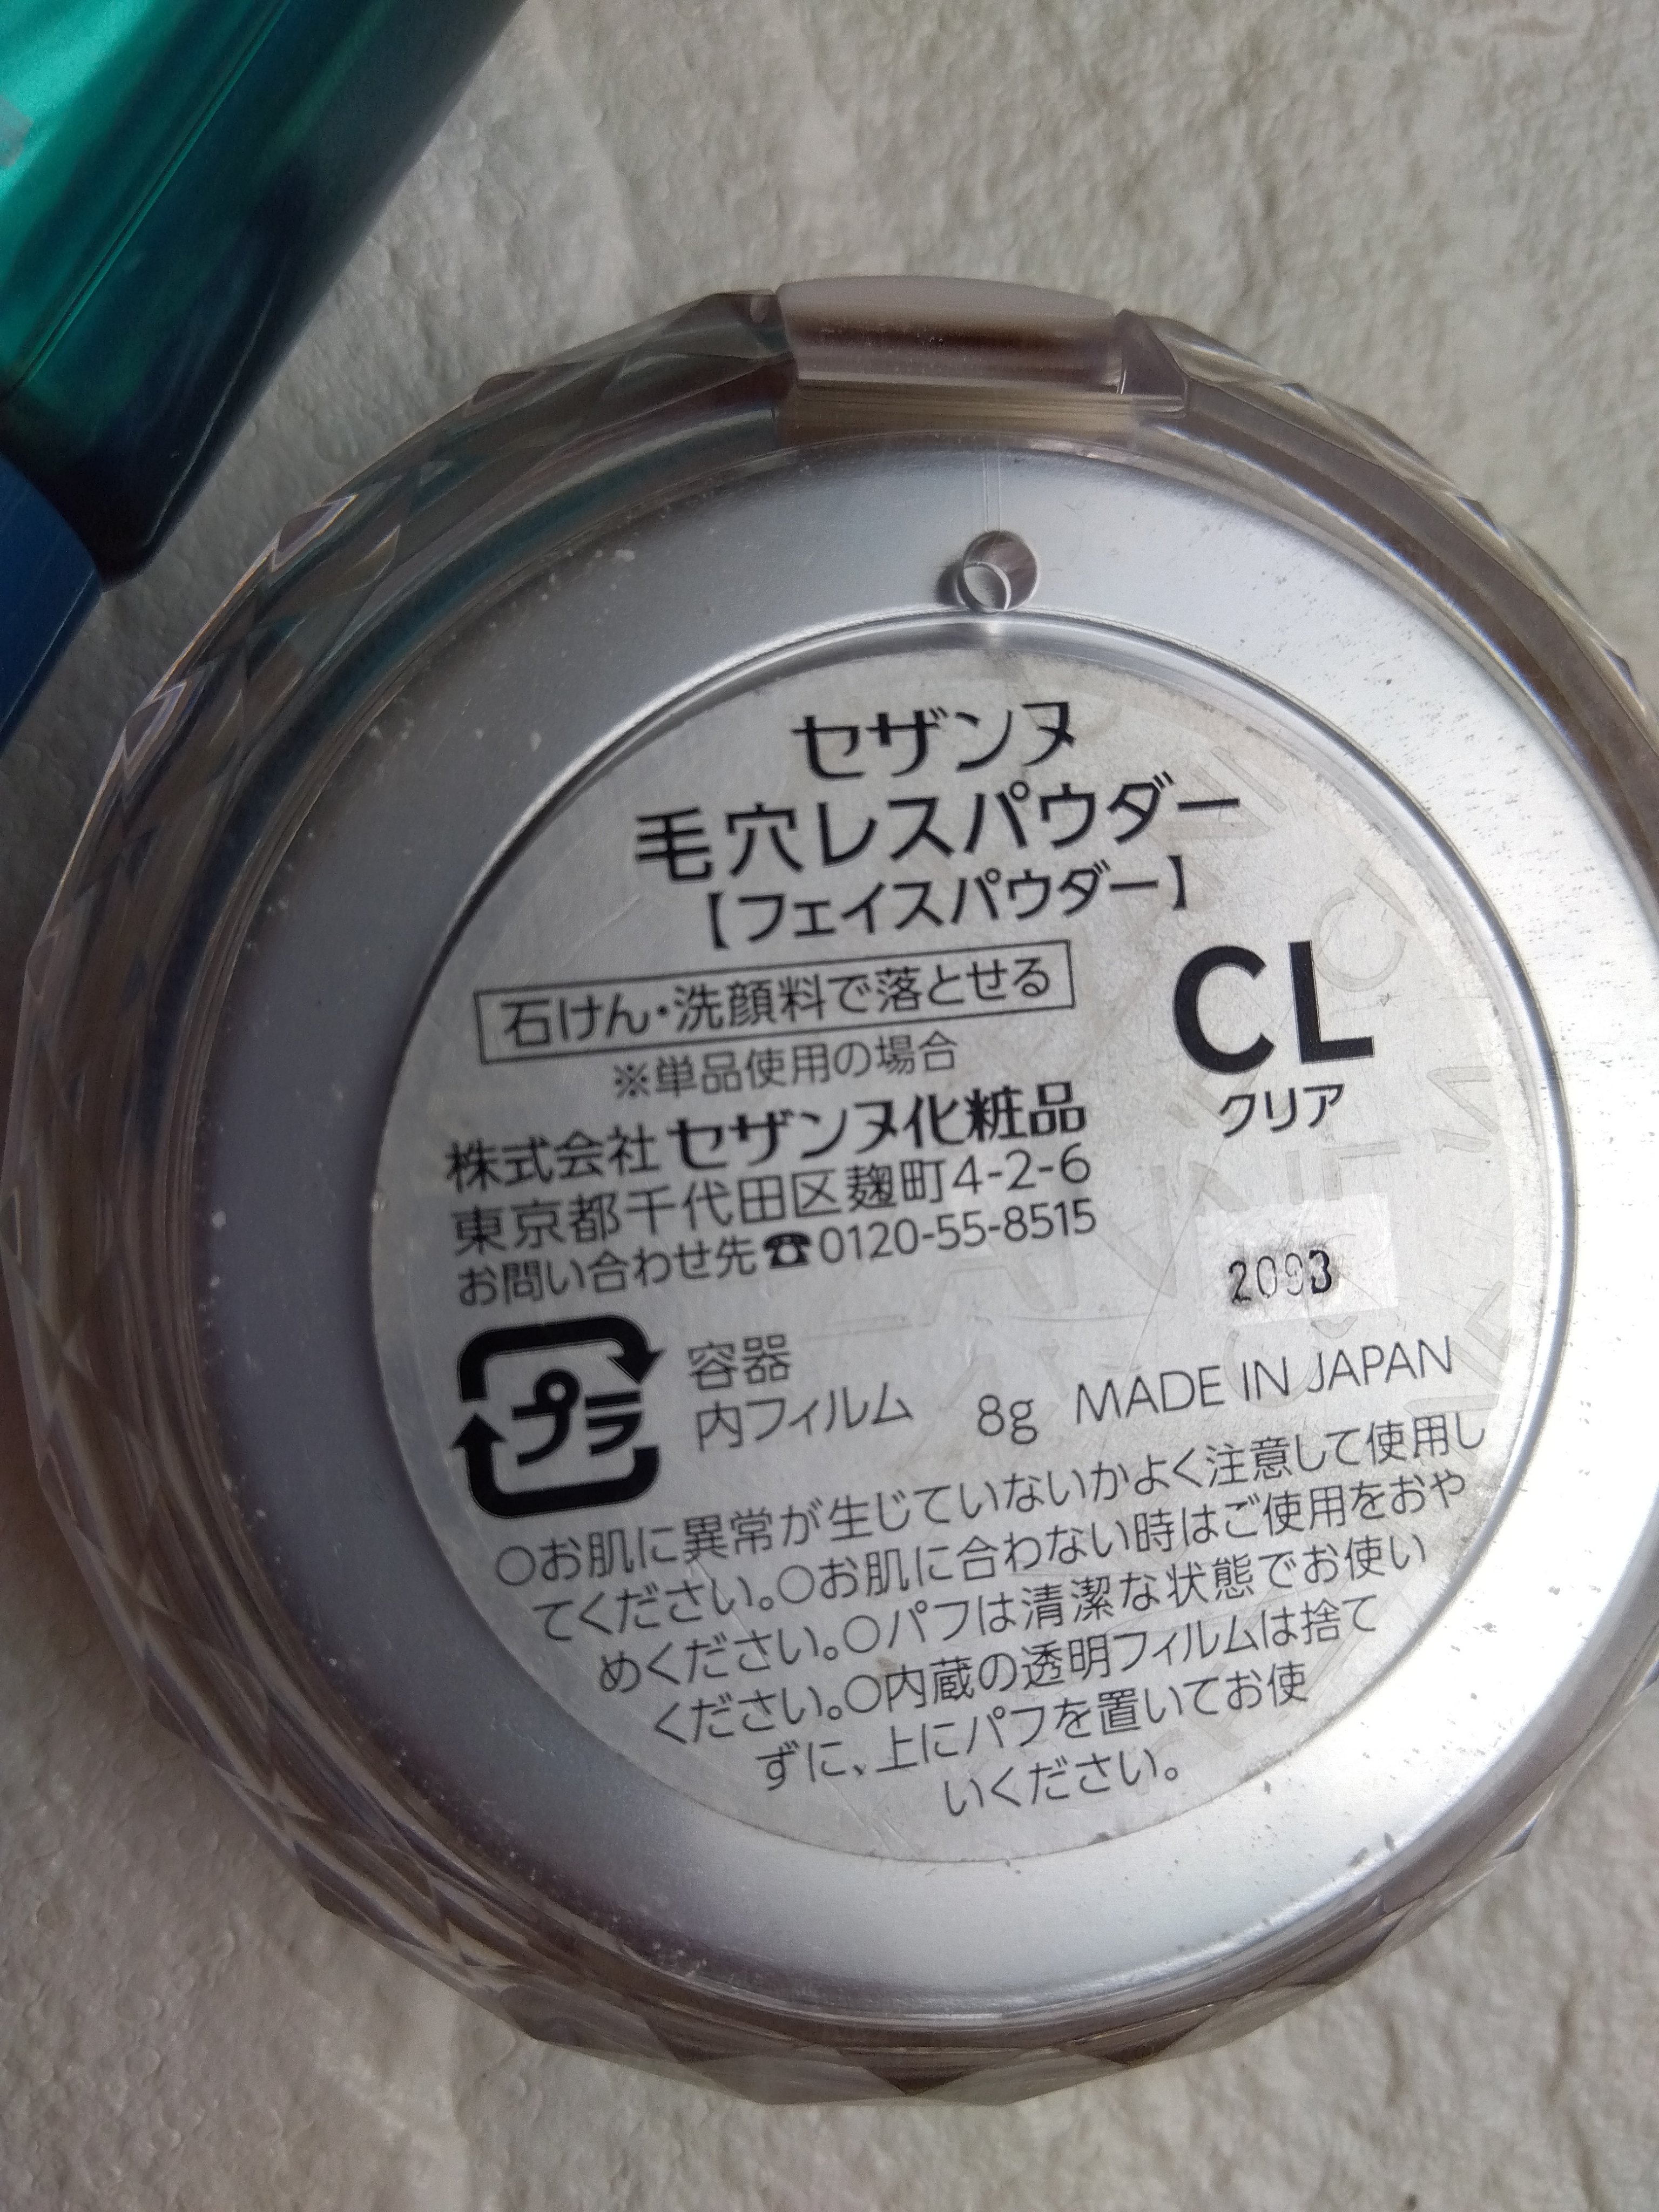 セザンヌ
毛穴レスパウダー
【フェイスパウダー】
石けん・洗顔料で落とせる
※単品使用の場合
CL
クリア
株式会社セザンヌ化粧品
東京都千代田区麹町4-2-6
お問い合わせ先☎0120-55-8515
プラ
容器
内フィルム
8g MADE IN JAPAN
○お肌に異常が生じていないかよく注意して使用し
てください。○お肌に合わない時はご使用をおや
めください。○パフは清潔な状態でお使い
ください。○内蔵の透明フィルムは捨て
ずに、上にパフを置いてお使
いください。